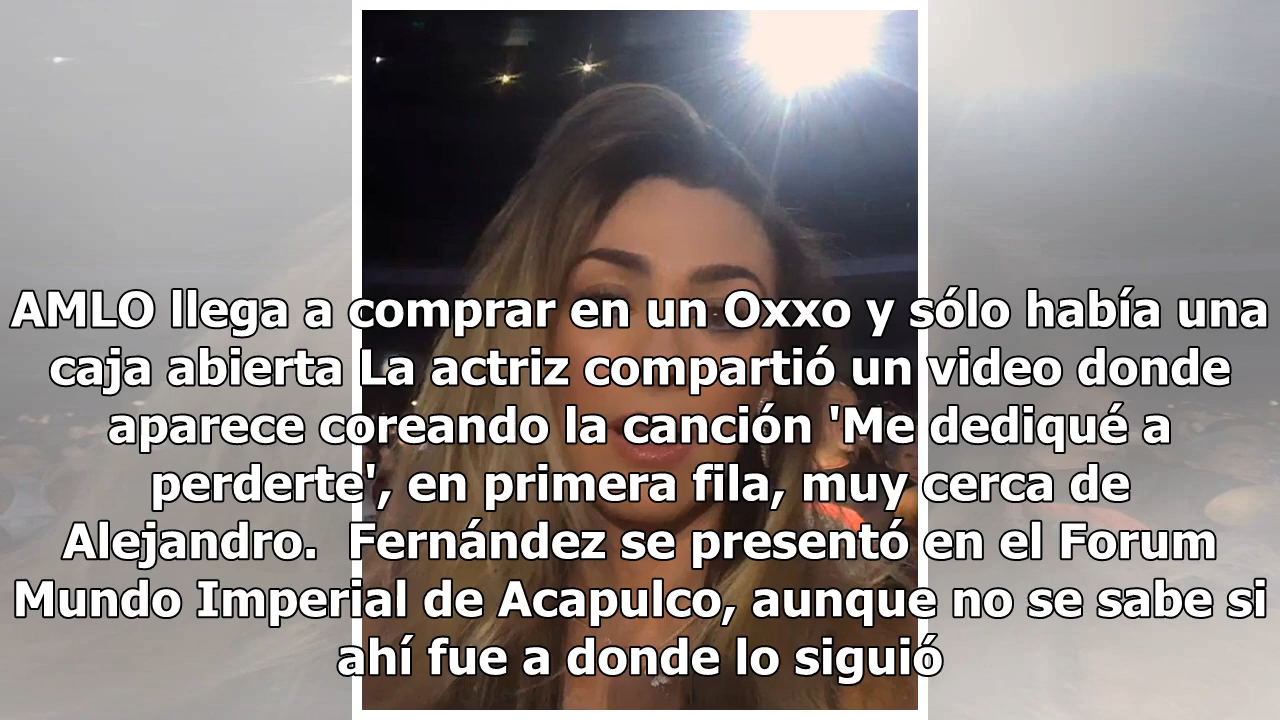 AMLO llega a comprar en un Oxxo y sólo había una
caja abierta La actriz compartió un video donde
aparece coreando la canción 'Me dediqué a
perderte', en primera fila, muy cerca de
Alejandro.  Fernández se presentó en el Forum
Mundo Imperial de Acapulco, aunque no se sabe si
ahí fue a donde lo siguió